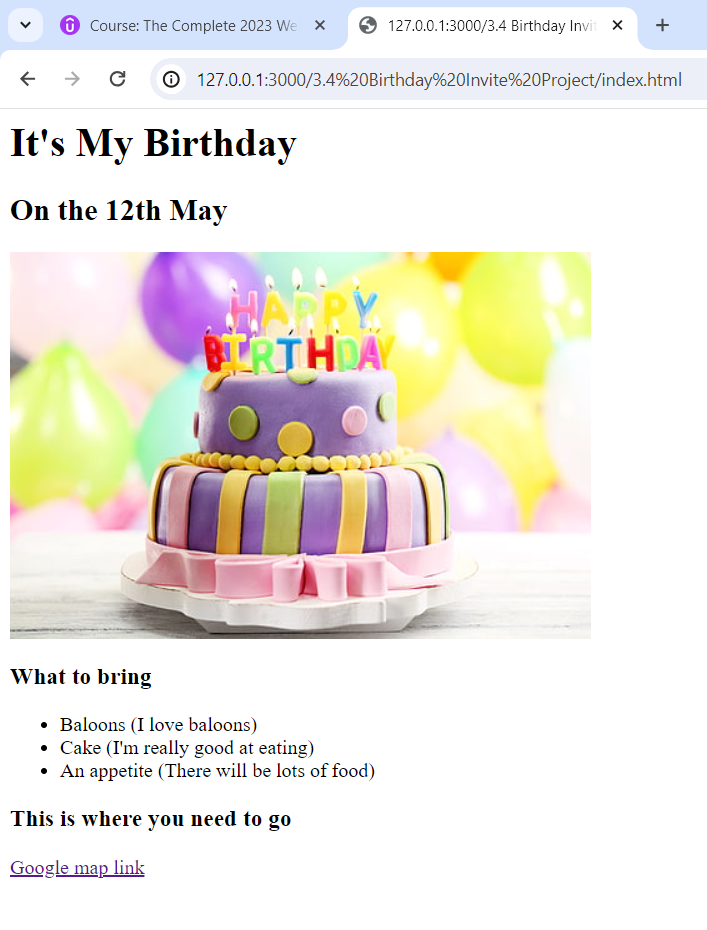 Course: The Complete 2023 We
127.0.0.1:3000/3.4 Birthday Invi
127.0.0.1:3000/3.4%20Birthday%20Invite%20Project/index.html
It's My Birthday
On the 12th May
HAPPY
BIRTHDAY
What to bring
Baloons (I love baloons)
Cake (I'm really good at eating)
An appetite (There will be lots of food)
This is where you need to go
Google map link